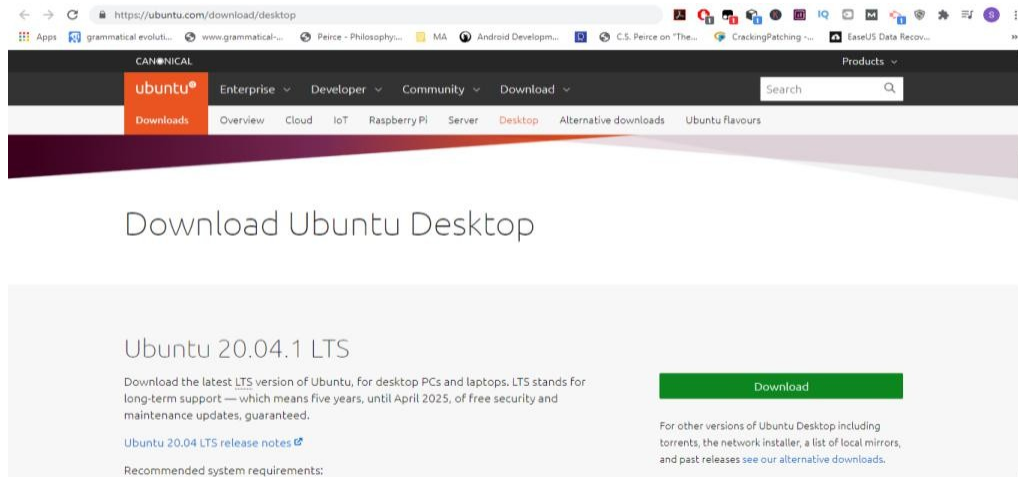 https://ubuntu.com/download/desktop
Apps grammatical evoluti... www.grammatical-... Peirce - Philosophy:... MA Android Developm... C.S. Peirce on "The... CrackingPatching -... EaseUS Data Recov... »
CANONICAL Products
ubuntu® Enterprise Developer Community Download Search
Downloads Overview Cloud IoT Raspberry Pi Server Desktop Alternative downloads Ubuntu flavours
Download Ubuntu Desktop
Ubuntu 20.04.1 LTS
Download the latest LTS version of Ubuntu, for desktop PCs and laptops. LTS stands for
long-term support — which means five years, until April 2025, of free security and
maintenance updates, guaranteed.
Ubuntu 20.04 LTS release notes
Recommended system requirements:
Download
For other versions of Ubuntu Desktop including
torrents, the network installer, a list of local mirrors,
and past releases see our alternative downloads.